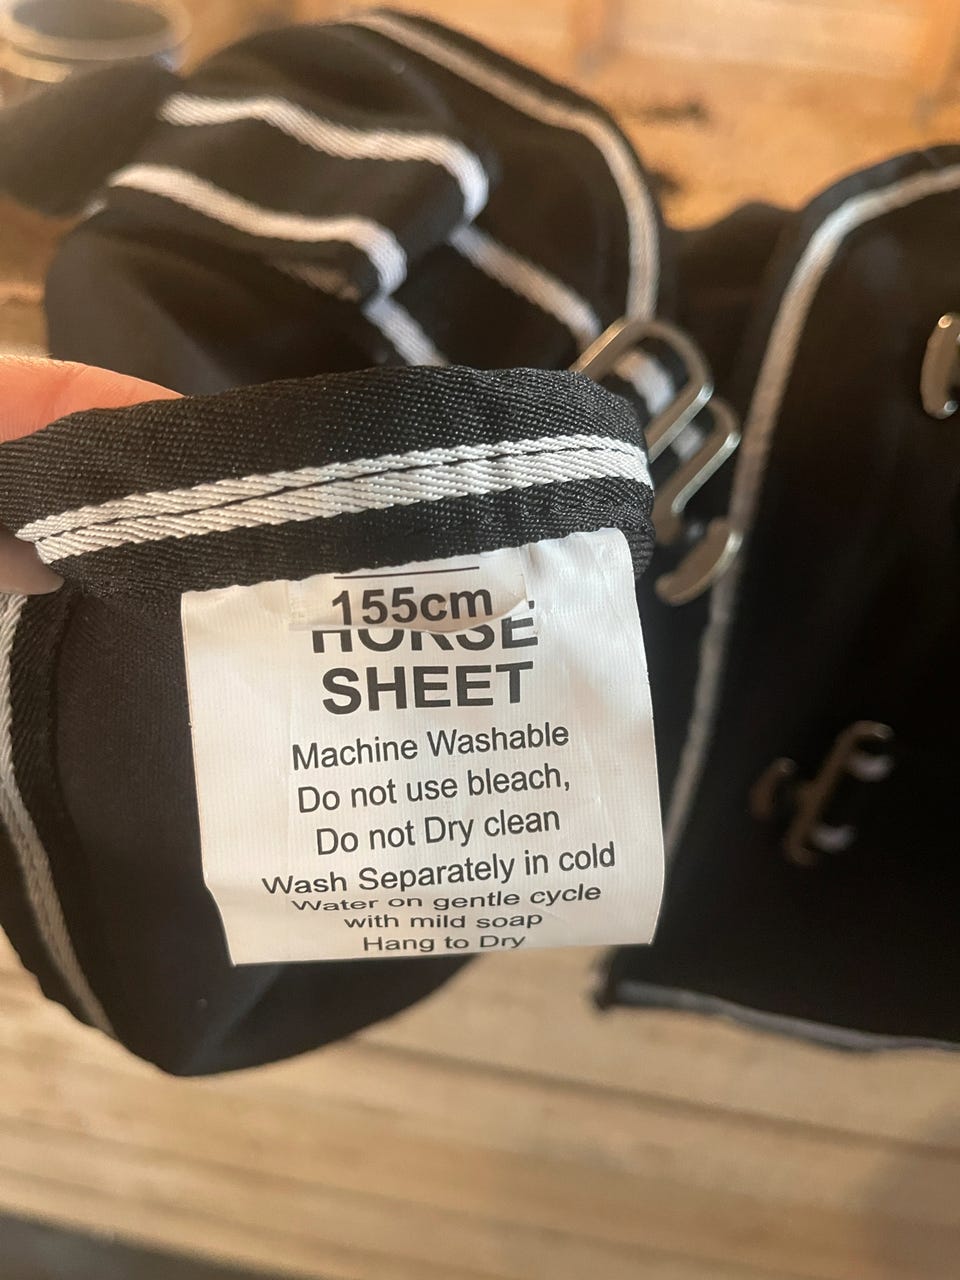 155cm
HORSE
SHEET
Machine Washable
Do not use bleach,
Do not Dry clean
Wash Separately in cold
Water on gentle cycle
with mild soap
Hang to Dry